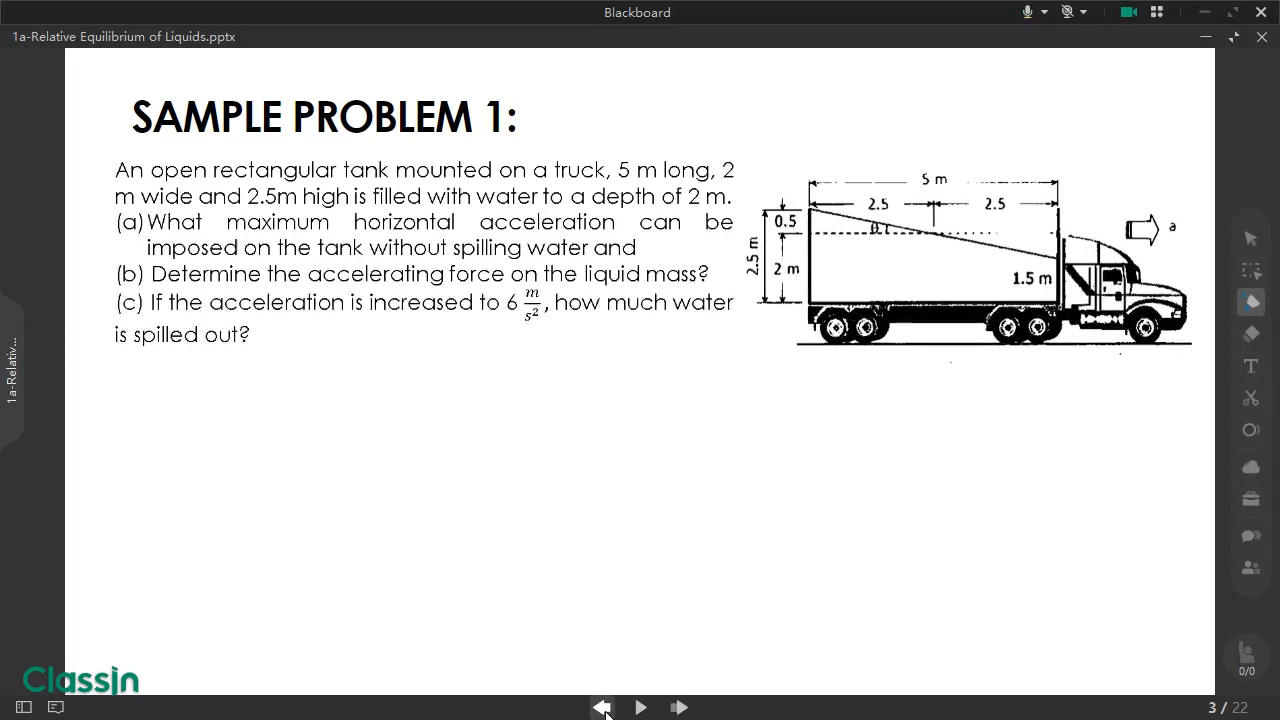 Blackboard
1a-Relative Equilibrium of Liquids.pptx
SAMPLE PROBLEM 1:
An open rectangular tank mounted on a truck, 5 m long, 2
m wide and 2.5m high is filled with water to a depth of 2 m.
(a) What maximum horizontal acceleration can be
imposed on the tank without spilling water and
(b) Determine the accelerating force on the liquid mass?
(c) If the acceleration is increased to 6 m/s², how much water
is spilled out?
5 m
2.5
2.5
0.5
2.5 m
2 m
1.5 m
a
1a-Relativ...
0/0
ClassIn
3 / 22